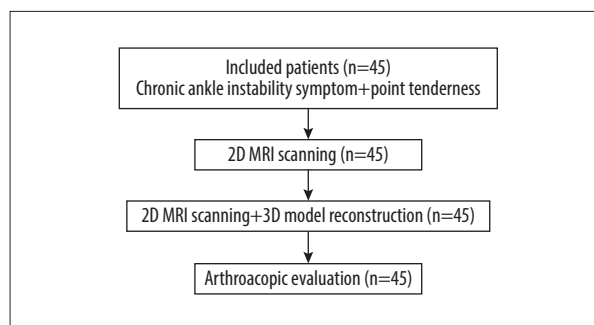 Included patients (n=45)
Chronic ankle instability symptom+point tenderness
2D MRI scanning (n=45)
2D MRI scanning+3D model reconstruction (n=45)
Arthroacopic evaluation (n=45)